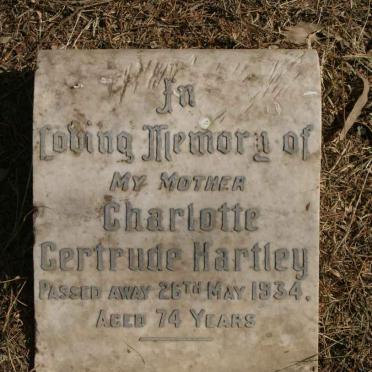 In
Loving Memory of
MY MOTHER
Charlotte
Gertrude Hartley
PASSED AWAY 26TH MAY 1934.
AGED 74 YEARS